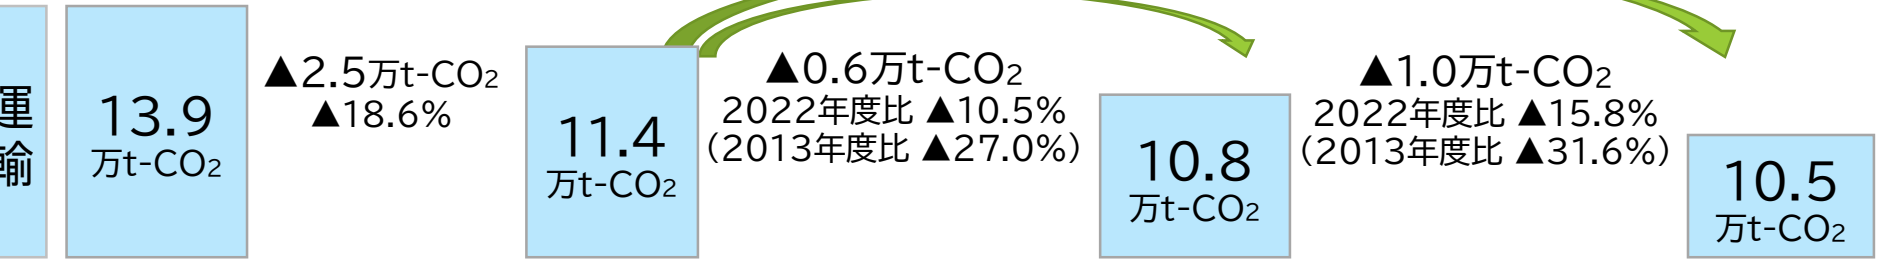 運輸
13.9
万t-CO2
▲2.5万t-CO2
▲18.6%
11.4
万t-CO2
▲0.6万t-CO2
2022年度比 ▲10.5%
(2013年度比 ▲27.0%)
10.8
万t-CO2
▲1.0万t-CO2
2022年度比 ▲15.8%
(2013年度比 ▲31.6%)
10.5
万t-CO2